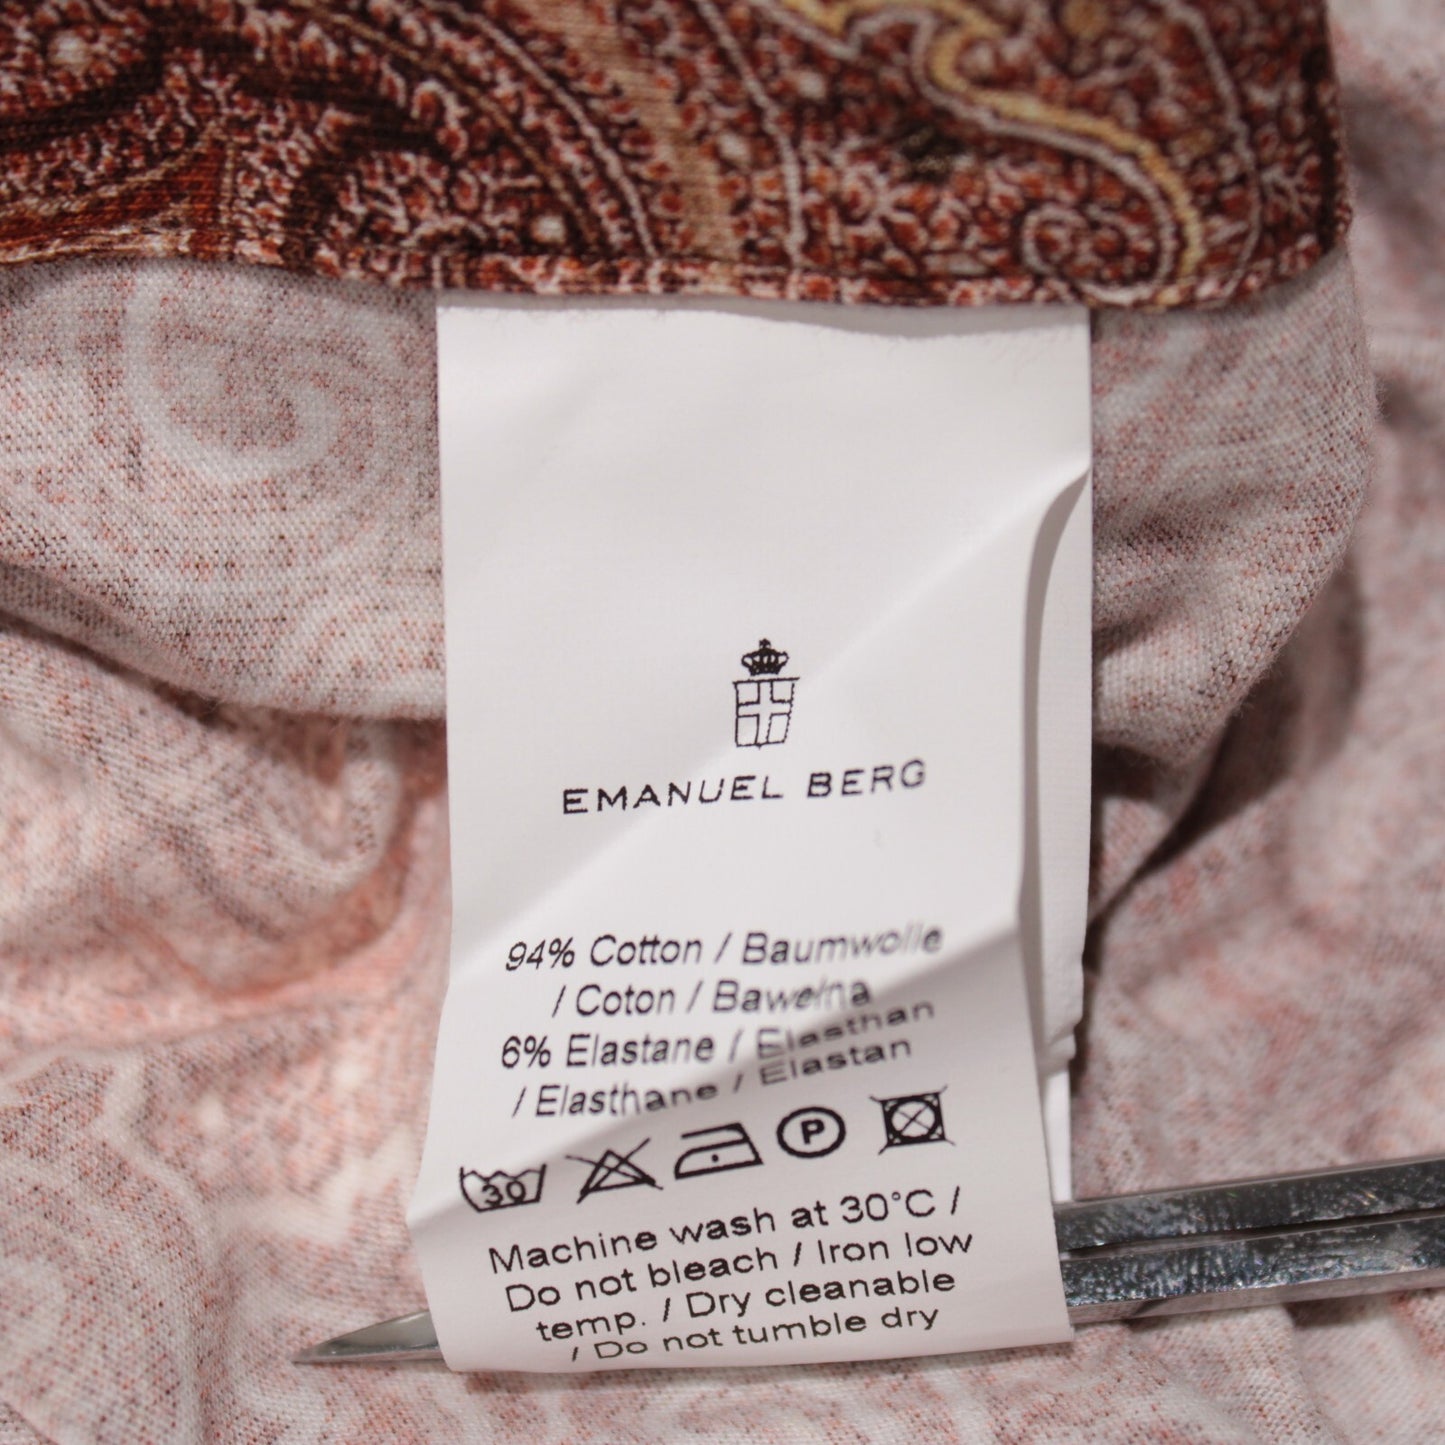 EMANUEL BERG
94% Cotton / Baumwolle
/ Coton / Bawełna
6% Elastane / Elasthan
/ Elasthane / Elastan
30 P
Machine wash at 30°C /
Do not bleach / Iron low
temp. / Dry cleanable
/ Do not tumble dry